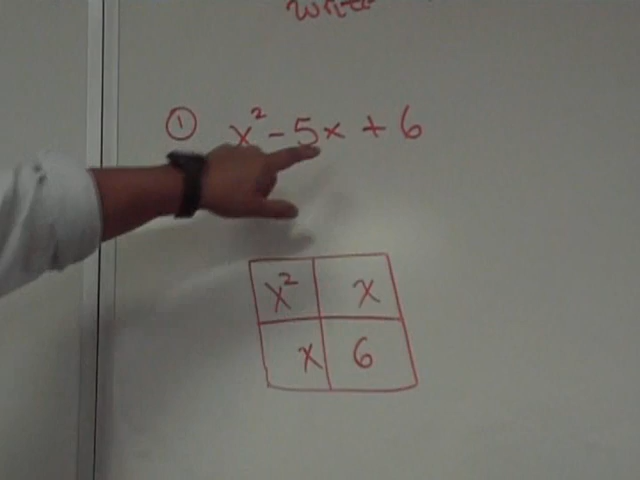 ① x² - 5x + 6
x² x
x 6